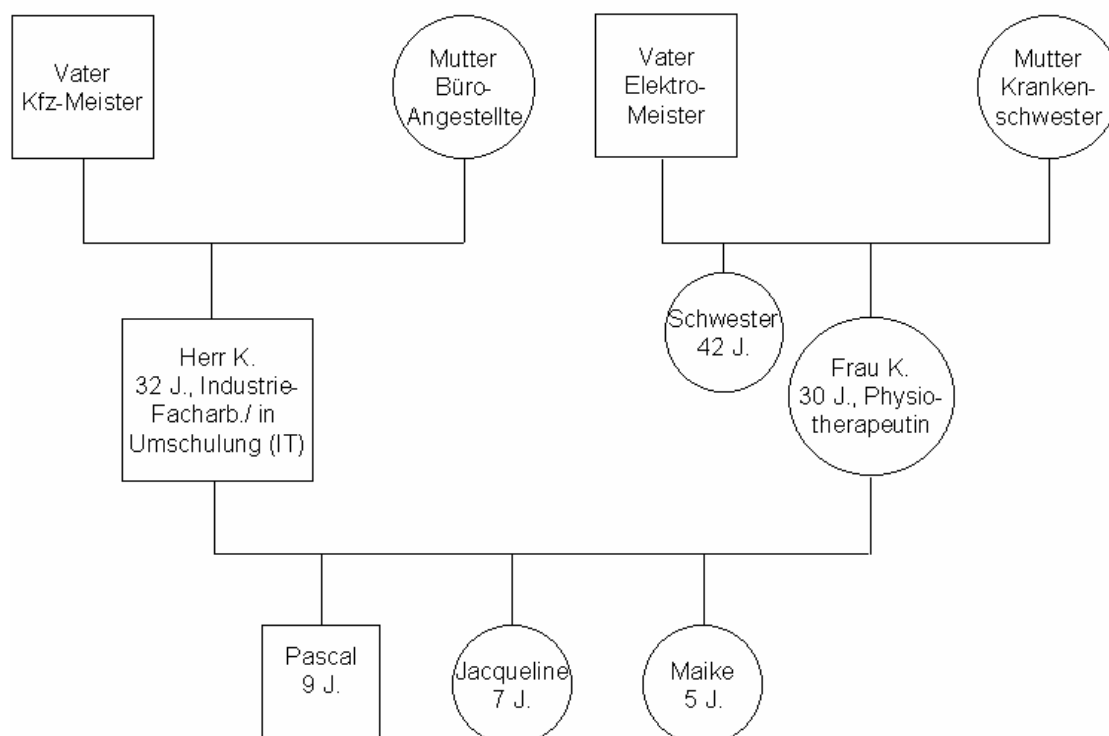 Vater
Kfz-Meister
Mutter
Büro-
Angestellte
Vater
Elektro-
Meister
Mutter
Kranken-
schwester
Schwester
42 J.
Herr K.
32 J., Industrie-
Facharb./ in
Umschulung (IT)
Frau K.
30 J., Physio-
therapeutin
Pascal
9 J.
Jacqueline
7 J.
Maike
5 J.